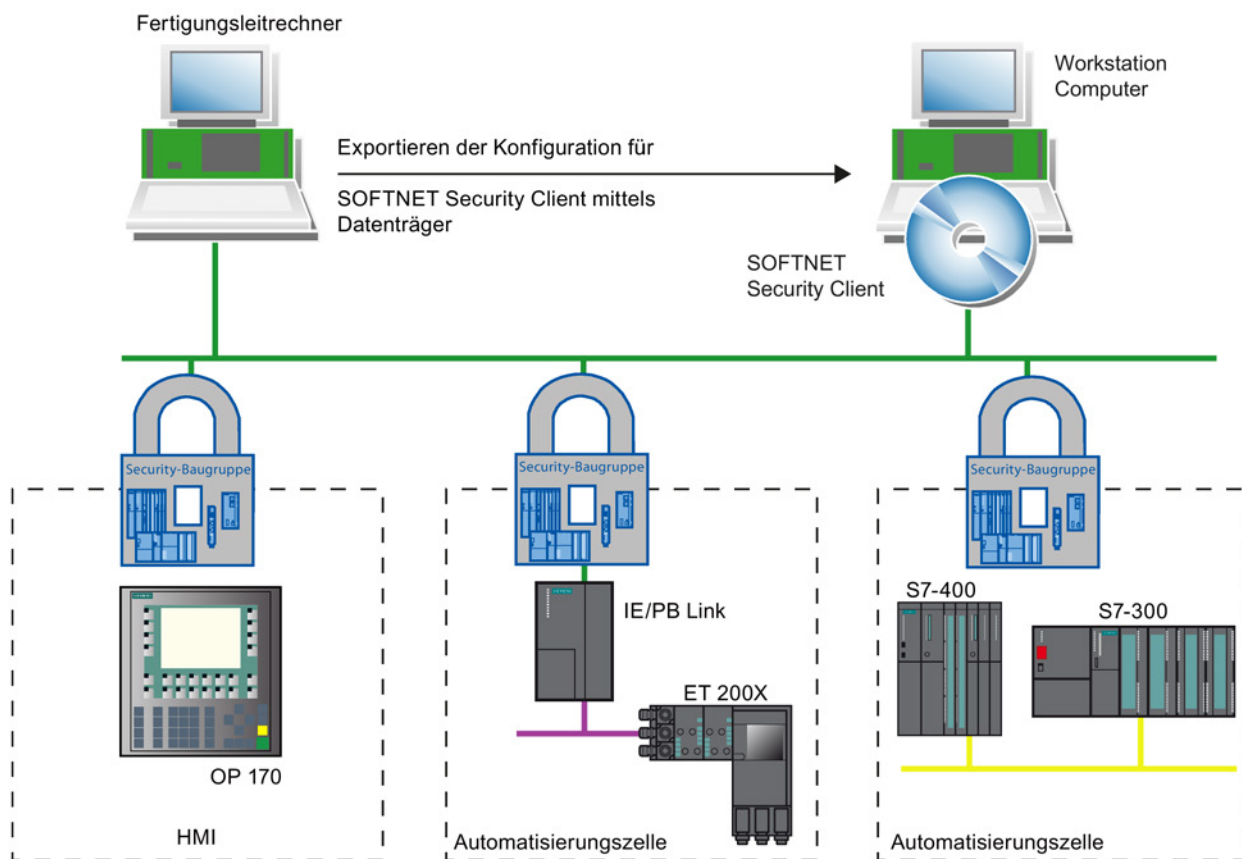 Fertigungsleitrechner
Workstation
Computer
Exportieren der Konfiguration für
SOFTNET Security Client mittels
Datenträger
SOFTNET
Security Client
Security-Baugruppe
Security-Baugruppe
Security-Baugruppe
S7-400
S7-300
IE/PB Link
ET 200X
OP 170
HMI
Automatisierungszelle
Automatisierungszelle